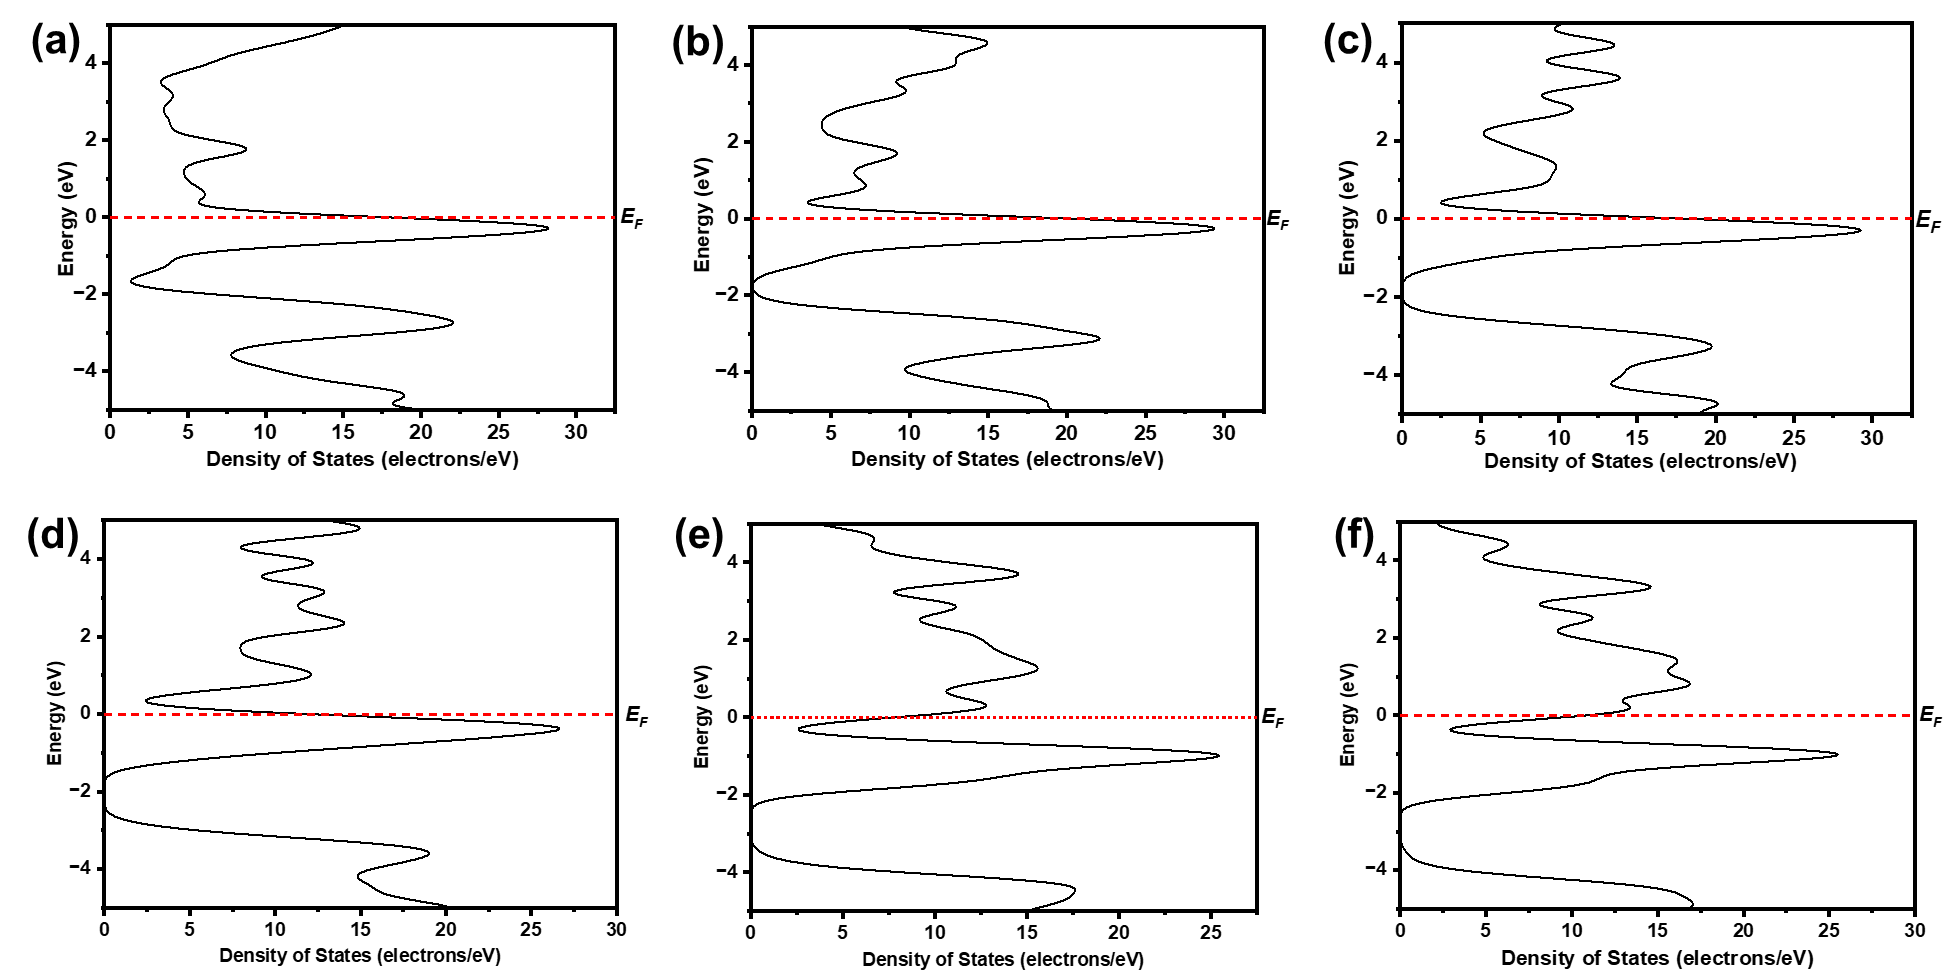 (a)
4
2
0
−2
−4
Energy (eV)
E_F
0 5 10 15 20 25 30
Density of States (electrons/eV)
(b)
4
2
0
−2
−4
Energy (eV)
E_F
0 5 10 15 20 25 30
Density of States (electrons/eV)
(c)
4
2
0
−2
−4
Energy (eV)
E_F
0 5 10 15 20 25 30
Density of States (electrons/eV)
(d)
4
2
0
−2
−4
Energy (eV)
E_F
0 5 10 15 20 25 30
Density of States (electrons/eV)
(e)
4
2
0
−2
−4
Energy (eV)
E_F
0 5 10 15 20 25
Density of States (electrons/eV)
(f)
4
2
0
−2
−4
Energy (eV)
E_F
0 5 10 15 20 25 30
Density of States (electrons/eV)